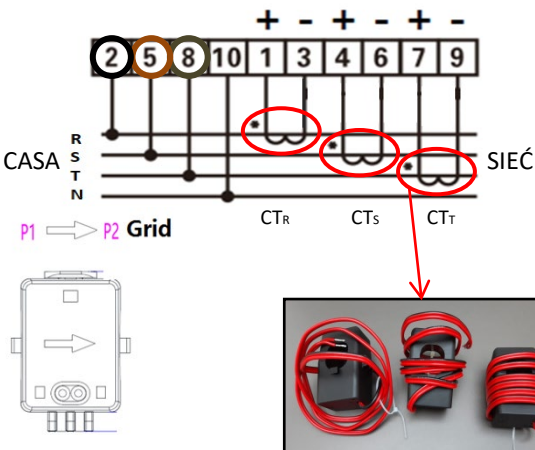 + - + - + -
2 5 8 10 1 3 4 6 7 9
R
CASA S SIEĆ
T
N
CTR CTS CTT
P1 P2 Grid